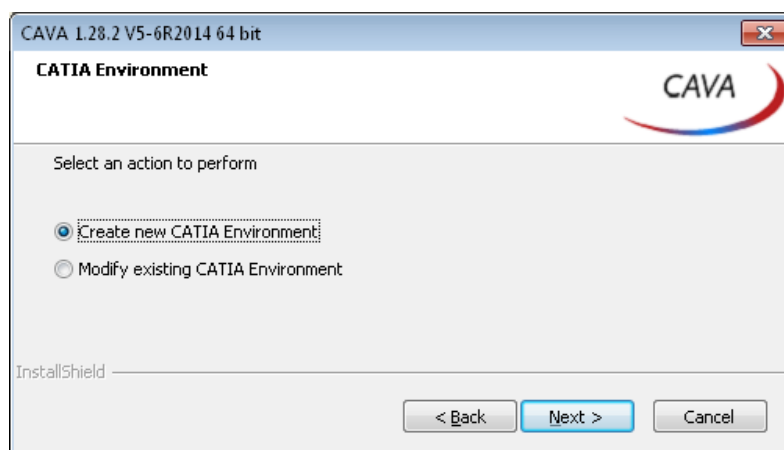 CAVA 1.28.2 V5-6R2014 64 bit
CATIA Environment
CAVA
Select an action to perform
Create new CATIA Environment
Modify existing CATIA Environment
InstallShield
< Back
Next >
Cancel